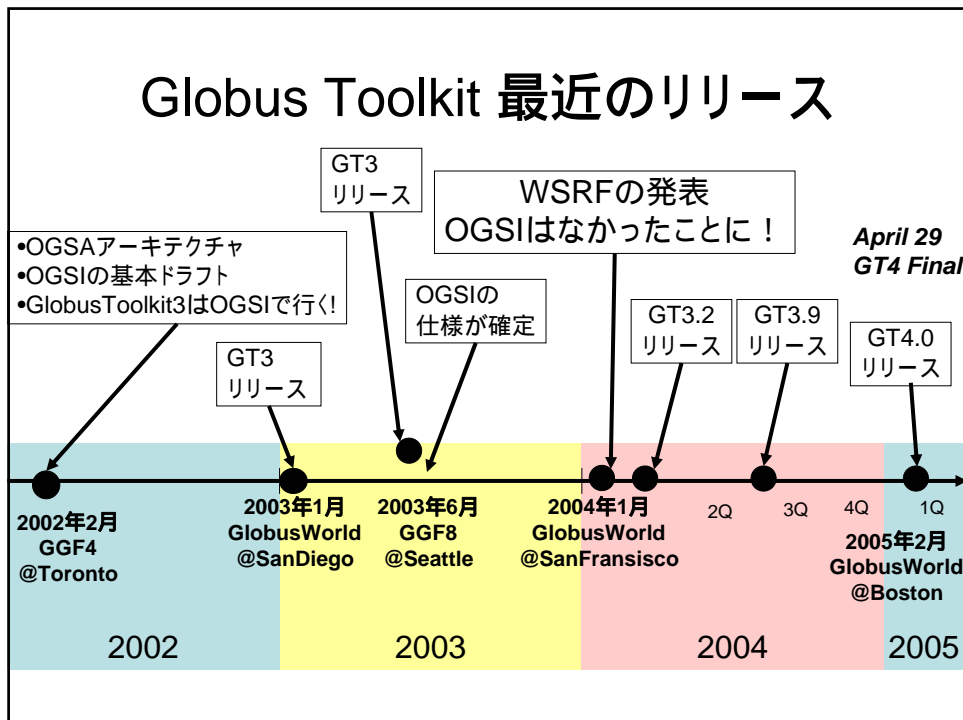 Globus Toolkit 最近のリリース
GT3
リリース
WSRFの発表
OGSIはなかったことに！
•OGSAアーキテクチャ
•OGSIの基本ドラフト
•GlobusToolkit3はOGSIで行く!
April 29
GT4 Final
OGSIの
仕様が確定
GT3
リリース
GT3.2
リリース
GT3.9
リリース
GT4.0
リリース
2002年2月
GGF4
@Toronto
2003年1月
GlobusWorld
@SanDiego
2003年6月
GGF8
@Seattle
2004年1月
GlobusWorld
@SanFransisco
2Q
3Q
4Q
1Q
2005年2月
GlobusWorld
@Boston
2002
2003
2004
2005